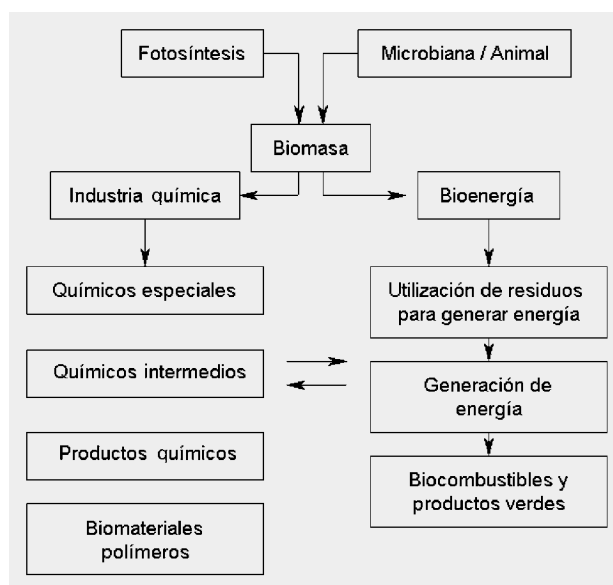 Fotosíntesis
Microbiana / Animal
Biomasa
Industria química
Bioenergía
Químicos especiales
Utilización de residuos
para generar energía
Químicos intermedios
Generación de
energía
Productos químicos
Biocombustibles y
productos verdes
Biomateriales
polímeros